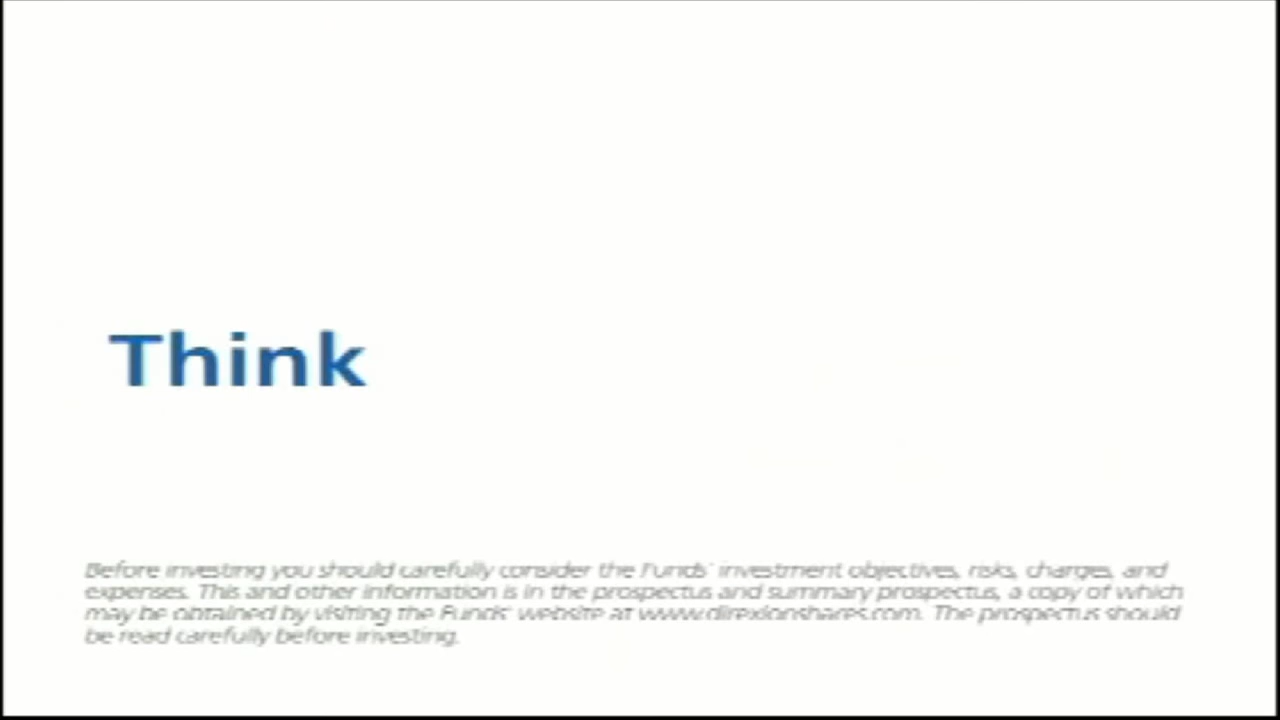 Think
Before investing you should carefully consider the Funds' investment objectives, risks, charges, and
expenses. This and other information is in the prospectus and summary prospectus, a copy of which
may be obtained by visiting the Funds' website at www.direxionshares.com. The prospectus should
be read carefully before investing.